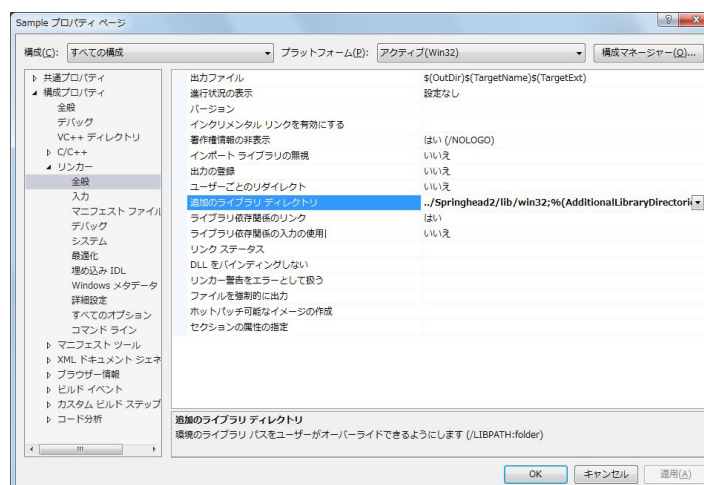 Sample プロパティ ページ
構成(C): すべての構成 プラットフォーム(P): アクティブ(Win32) 構成マネージャー(O)...
共通プロパティ
構成プロパティ
全般
デバッグ
VC++ ディレクトリ
C/C++
リンカー
全般
入力
マニフェスト ファイル
デバッグ
システム
最適化
埋め込み IDL
Windows メタデータ
詳細設定
すべてのオプション
コマンド ライン
マニフェスト ツール
XML ドキュメント ジェネ
ブラウザー情報
ビルド イベント
カスタム ビルド ステップ
コード分析
出力ファイル $(OutDir)$(TargetName)$(TargetExt)
進行状況の表示 設定なし
バージョン
インクリメンタル リンクを有効にする
著作権情報の非表示 はい (/NOLOGO)
インポート ライブラリの無視 いいえ
出力の登録 いいえ
ユーザーごとのリダイレクト いいえ
追加のライブラリ ディレクトリ ../Springhead2/lib/win32;%(AdditionalLibraryDirectorie
ライブラリ依存関係のリンク はい
ライブラリ依存関係の入力の使用| いいえ
リンク ステータス
DLL をバインディングしない
リンカー警告をエラーとして扱う
ファイルを強制的に出力
ホットパッチ可能なイメージの作成
セクションの属性の指定
追加のライブラリ ディレクトリ
環境のライブラリ パスをユーザーがオーバーライドできるようにします (/LIBPATH:folder)
OK キャンセル 適用(A)